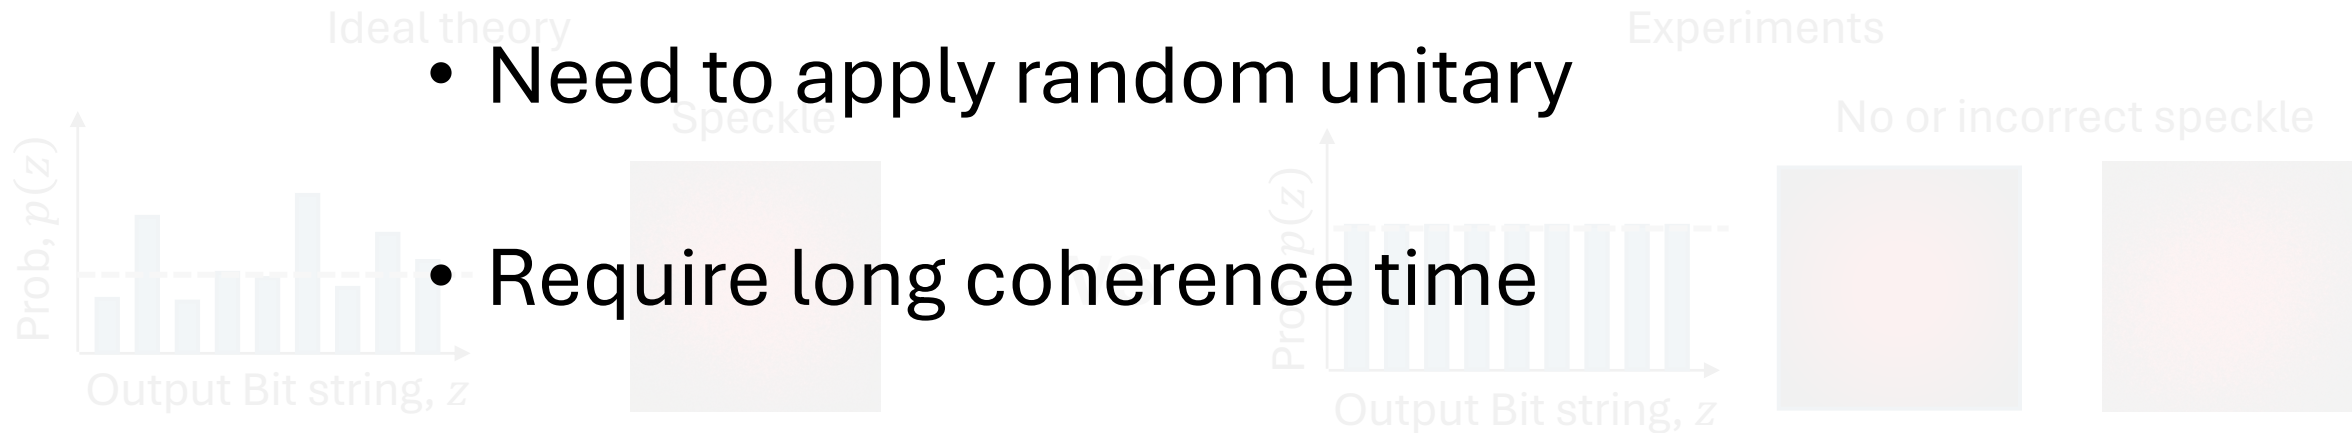 Ideal theory
Experiments
• Need to apply random unitary
Speckle
No or incorrect speckle
Prob, p(z)
Prob, p(z)
• Require long coherence time
Output Bit string, z
Output Bit string, z